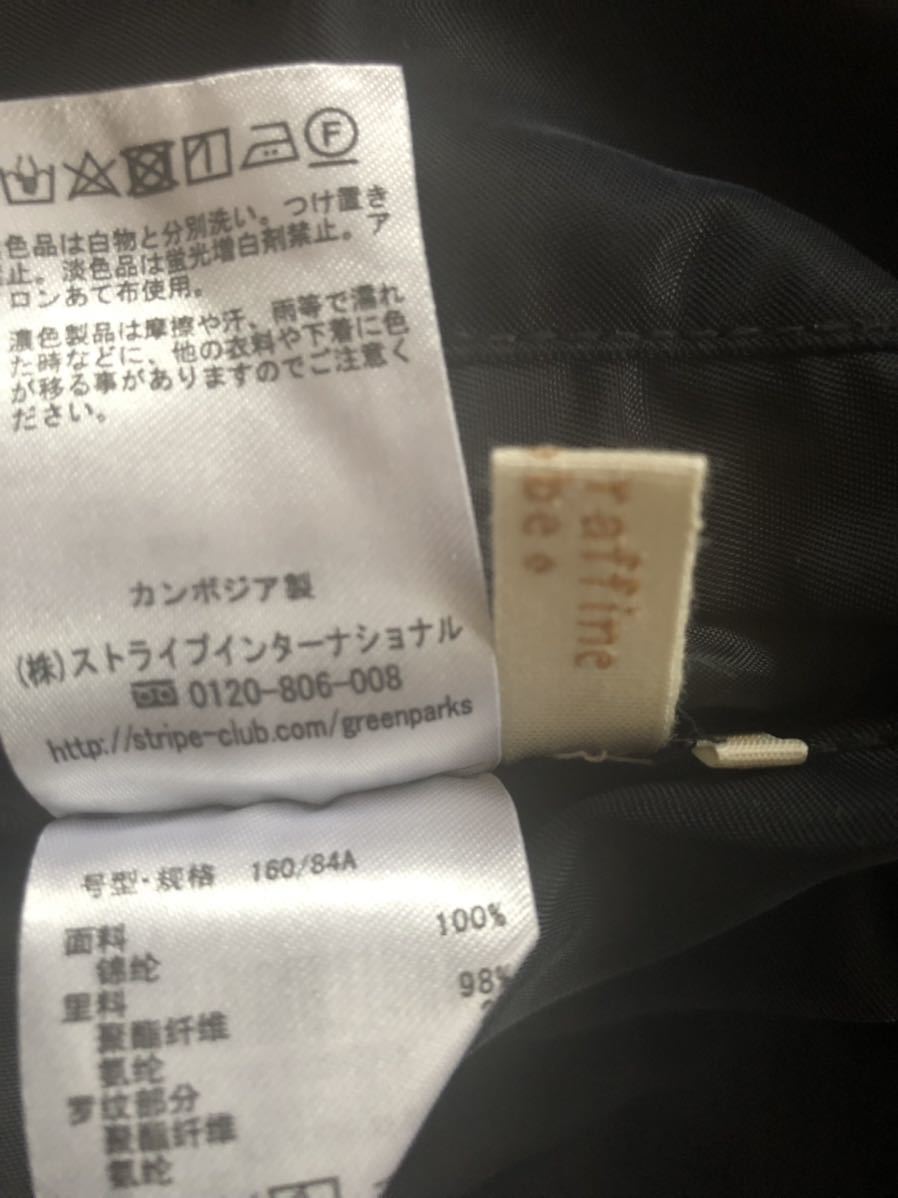 F
色品は白物と分別洗い。つけ置き
止。淡色品は蛍光増白剤禁止。ア
ロンあて布使用。
濃色製品は摩擦や汗、雨等で濡れ
た時などに、他の衣料や下着に色
が移る事がありますのでご注意く
ださい。
カンボジア製
(株)ストライプインターナショナル
0120-806-008
http://stripe-club.com/greenparks
raffine
be
号型·规格 160/84A
面料 100%
锦纶
里料 98%
聚酯纤维
氨纶
罗纹部分
聚酯纤维
氨纶